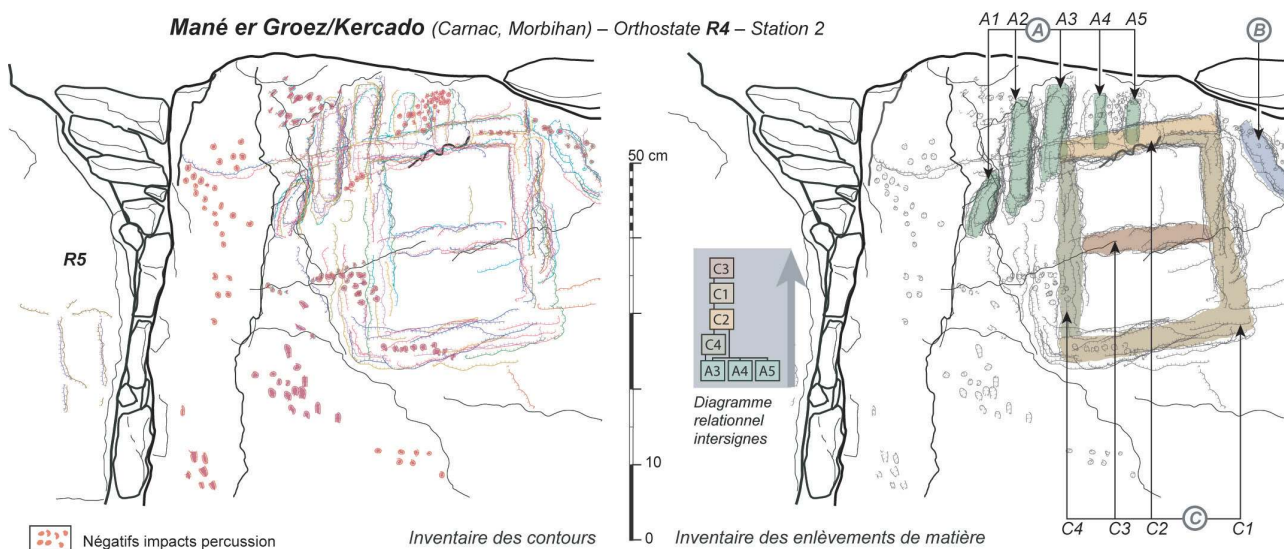 Mané er Groez/Kercado (Carnac, Morbihan) – Orthostate R4 – Station 2
A1 A2 A3 A4 A5
A
B
50 cm
R5
C3
C1
C2
C4
A3 A4 A5
Diagramme
relationnel
intersignes
10
0
Négatifs impacts percussion
Inventaire des contours
Inventaire des enlèvements de matière
C4 C3 C2 C C1